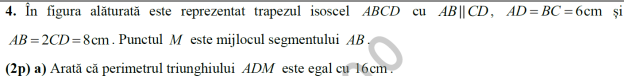 4. În figura alăturată este reprezentat trapezul isoscel ABCD cu AB∥CD, AD=BC=6cm și
AB=2CD=8cm. Punctul M este mijlocul segmentului AB.
(2p) a) Arată că perimetrul triunghiului ADM este egal cu 16cm.